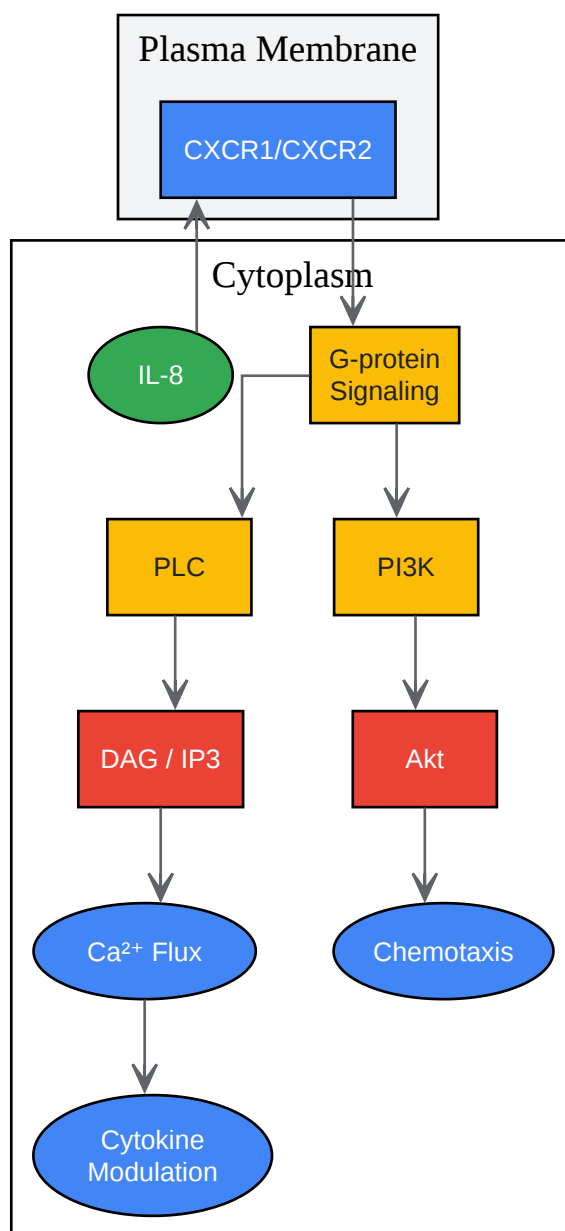 Plasma Membrane
CXCR1/CXCR2
Cytoplasm
IL-8
G-protein
Signaling
PLC
PI3K
DAG / IP3
Akt
Ca²⁺ Flux
Chemotaxis
Cytokine
Modulation